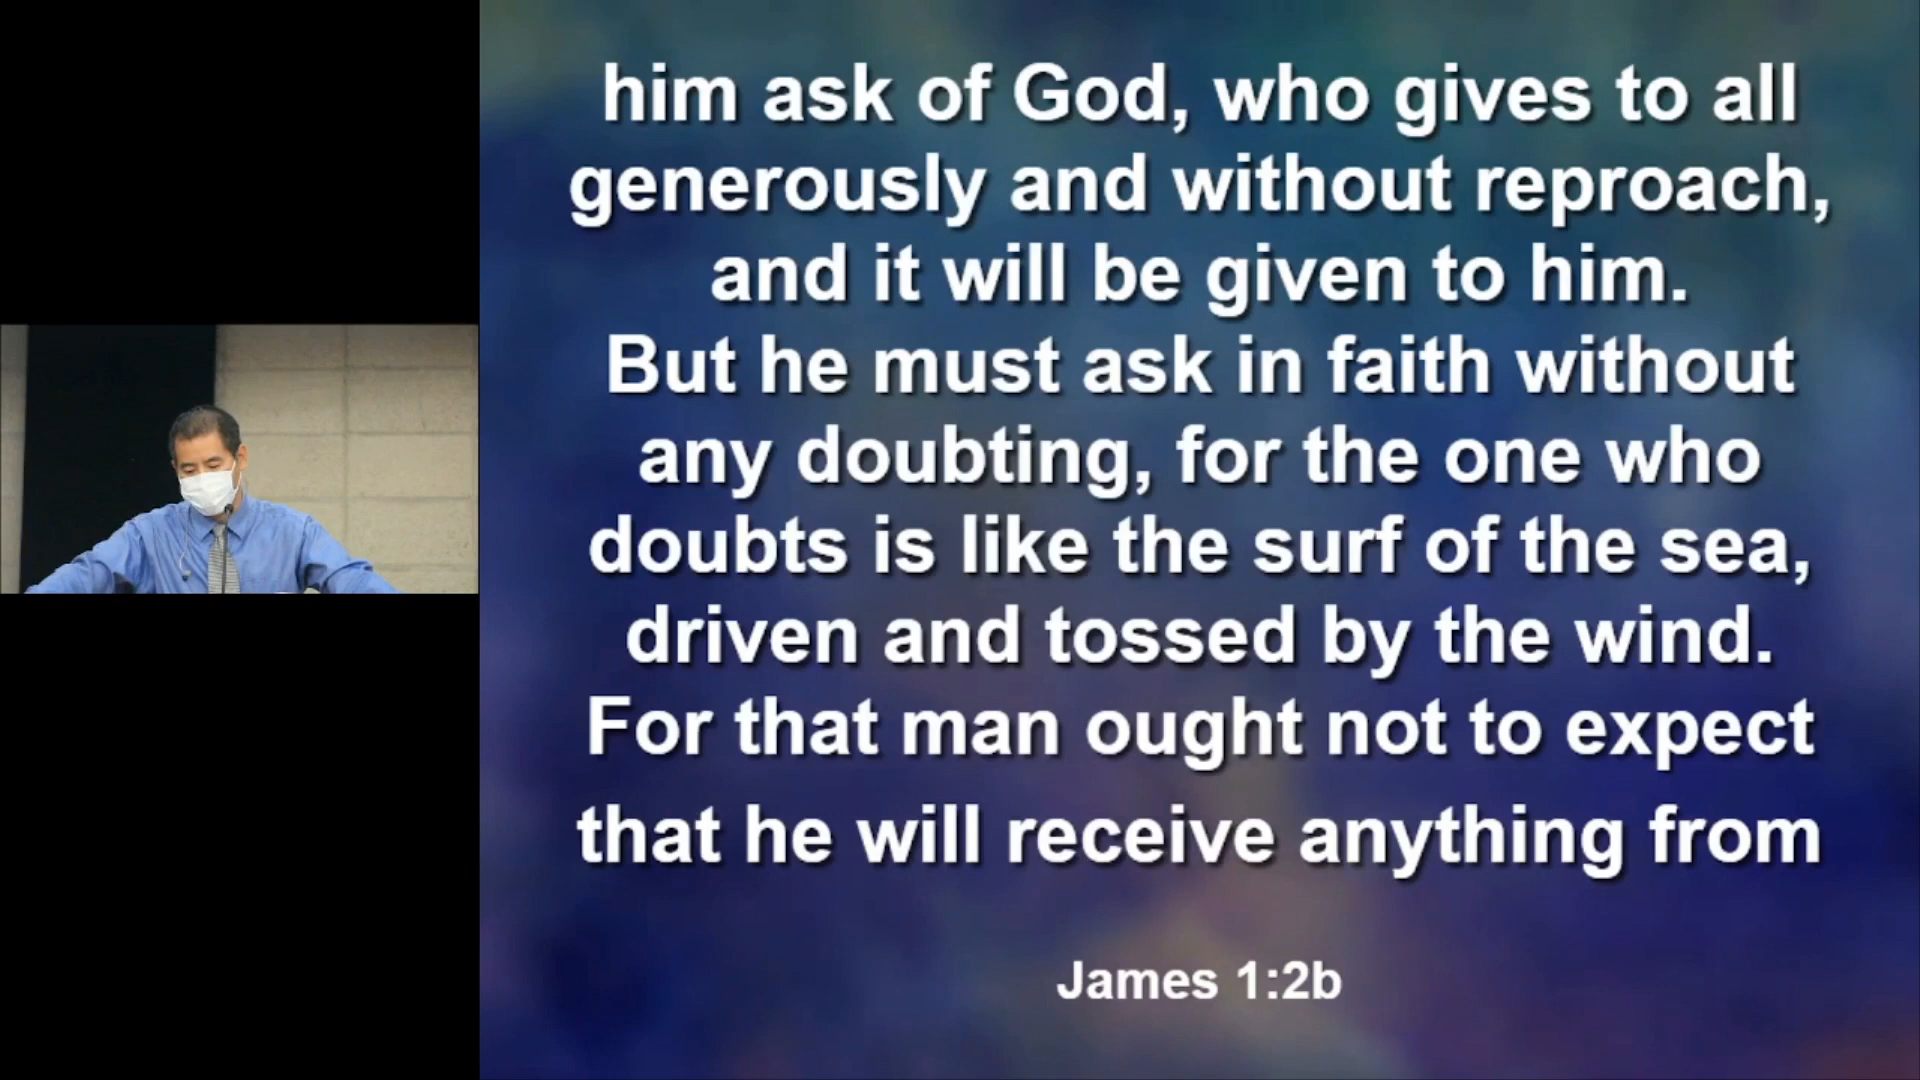 him ask of God, who gives to all
generously and without reproach,
and it will be given to him.
But he must ask in faith without
any doubting, for the one who
doubts is like the surf of the sea,
driven and tossed by the wind.
For that man ought not to expect
that he will receive anything from
James 1:2b